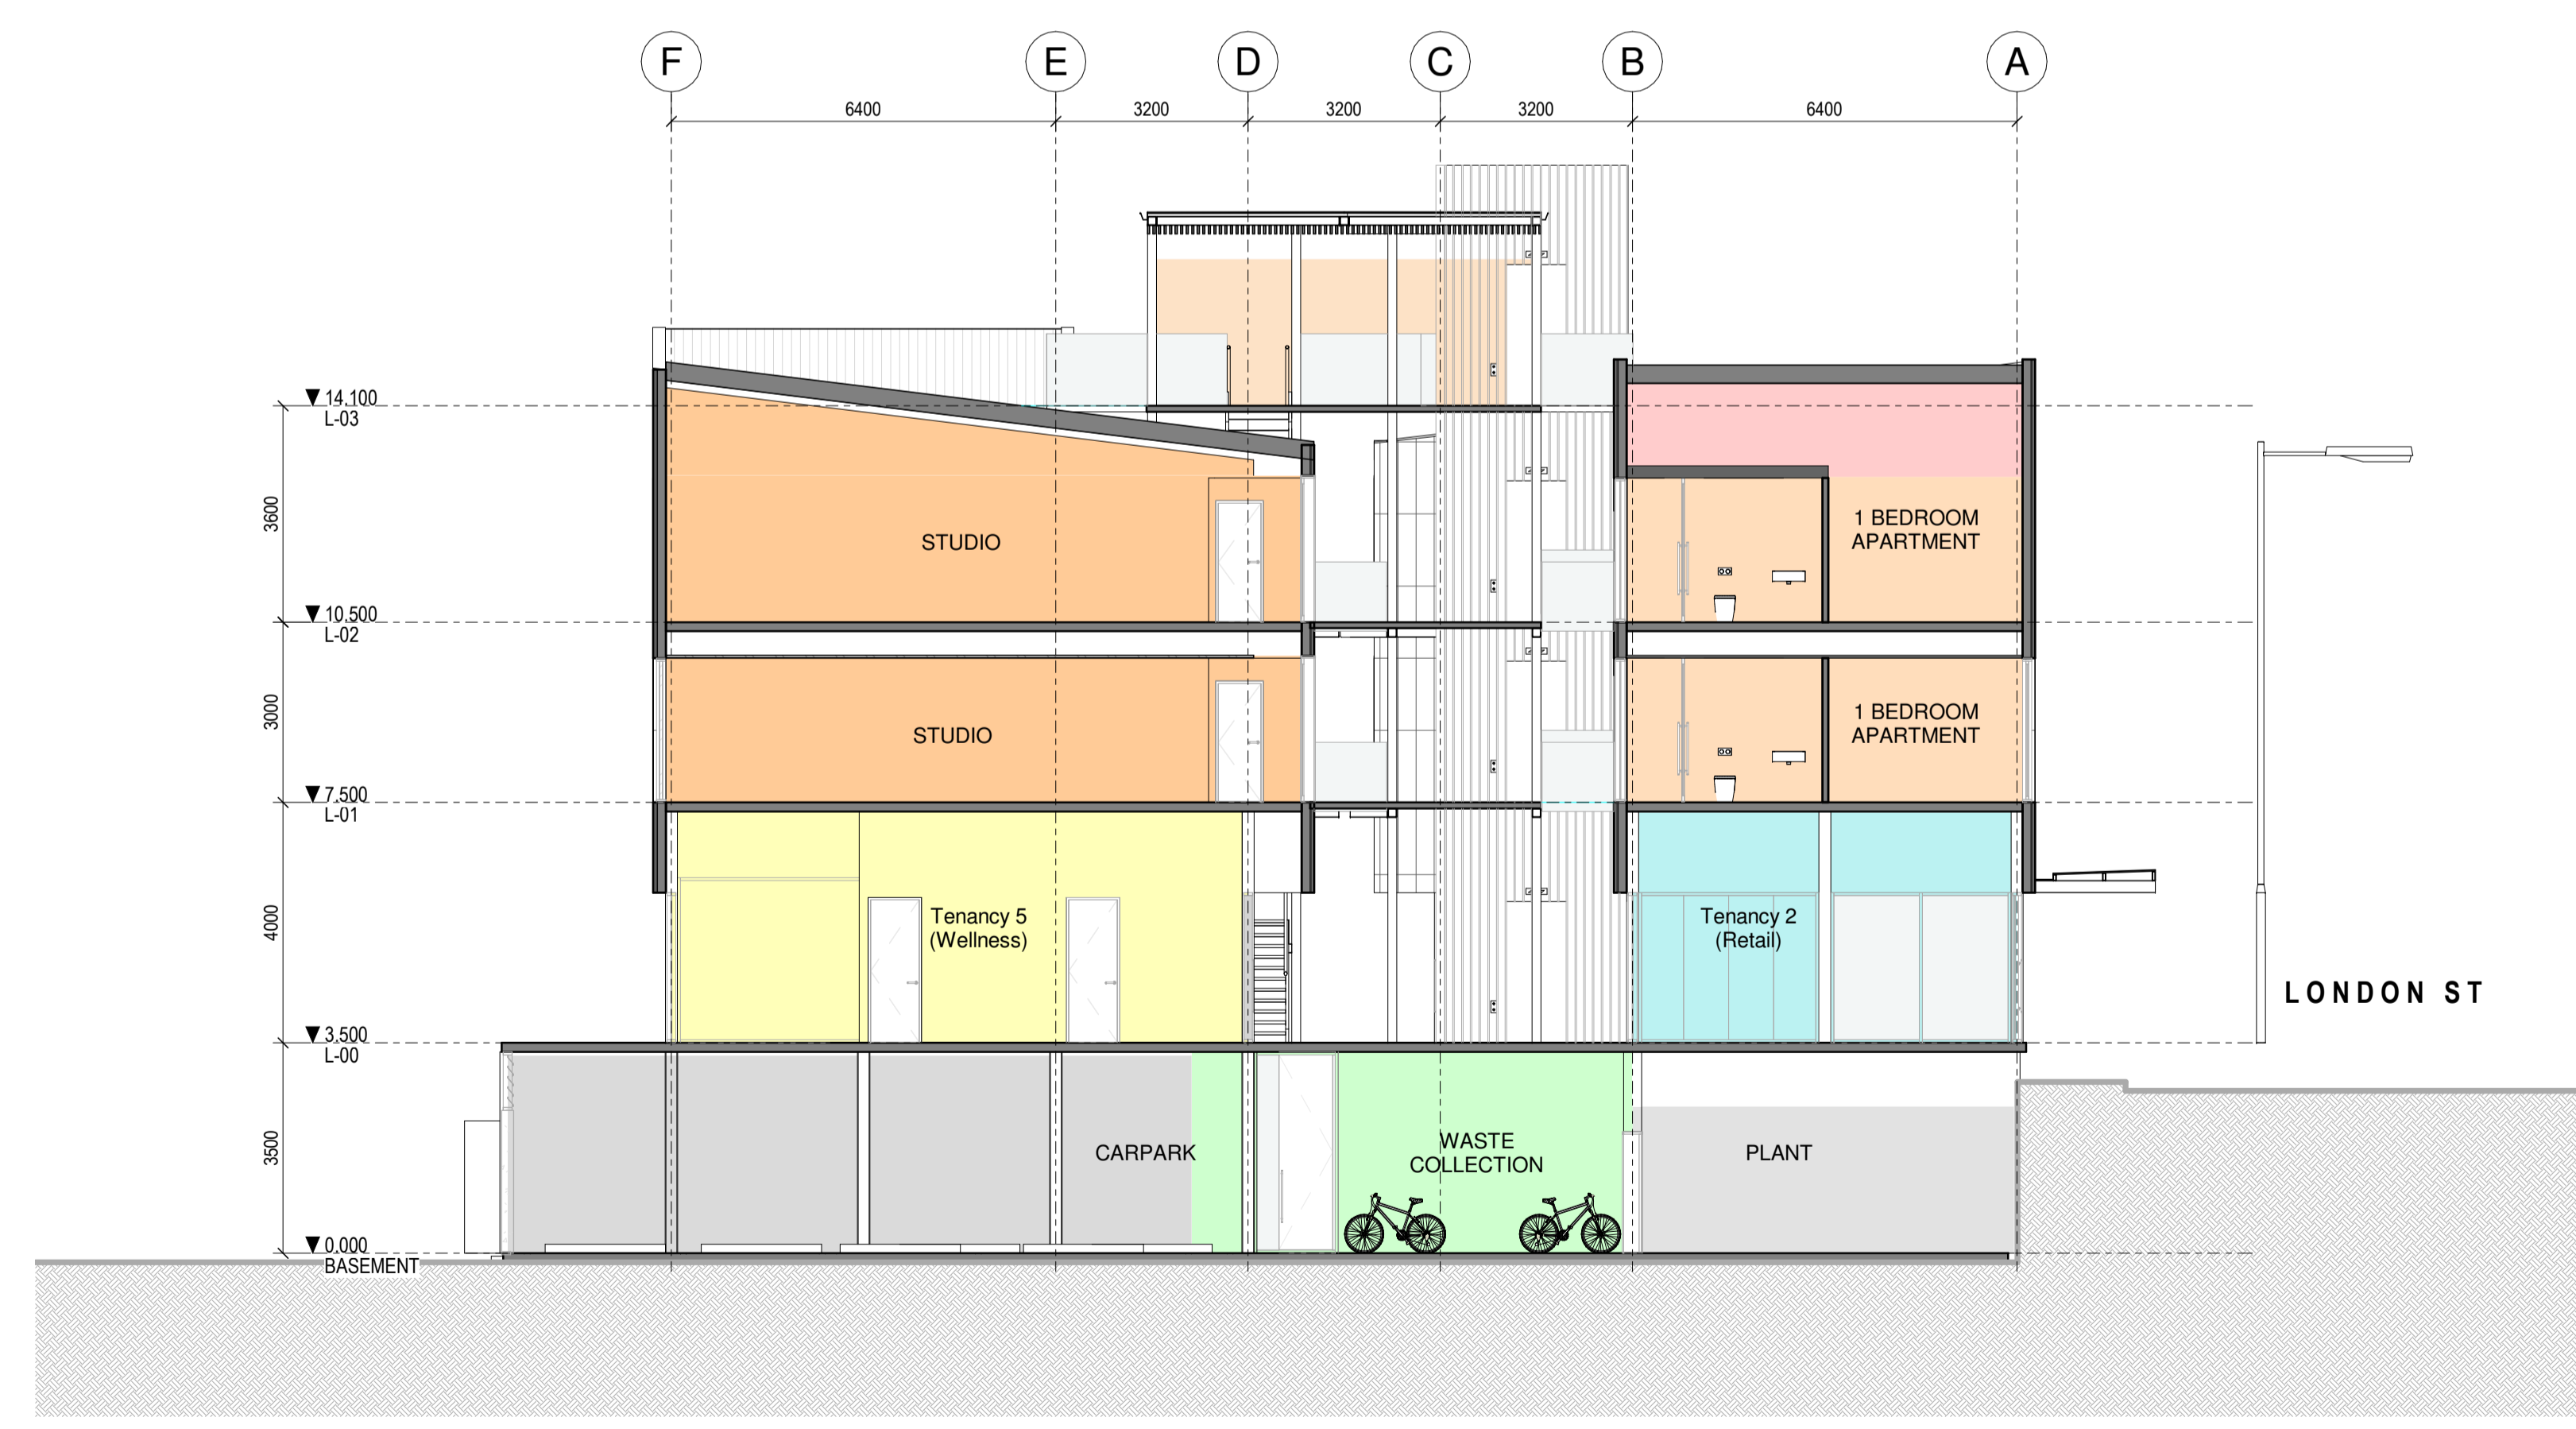 F E D C B A
6400 3200 3200 3200 6400
14,100
L-03
3600
STUDIO
1 BEDROOM
APARTMENT
10,500
L-02
3000
STUDIO
1 BEDROOM
APARTMENT
7,500
L-01
4000
Tenancy 5
(Wellness)
Tenancy 2
(Retail)
LONDON ST
3,500
L-00
3500
CARPARK
WASTE
COLLECTION
PLANT
0,000
BASEMENT